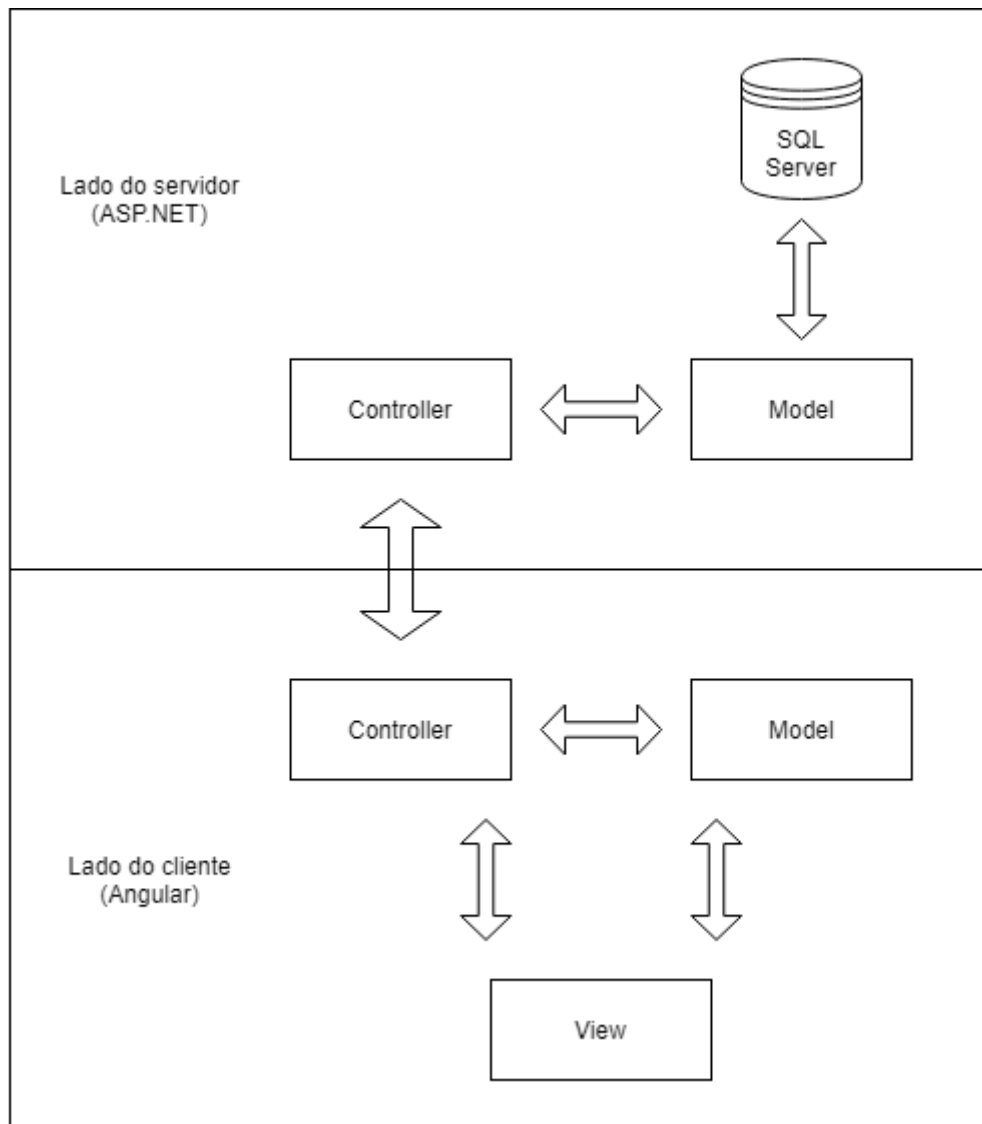 SQL
Server
Lado do servidor
(ASP.NET)
Controller
Model
Controller
Model
Lado do cliente
(Angular)
View